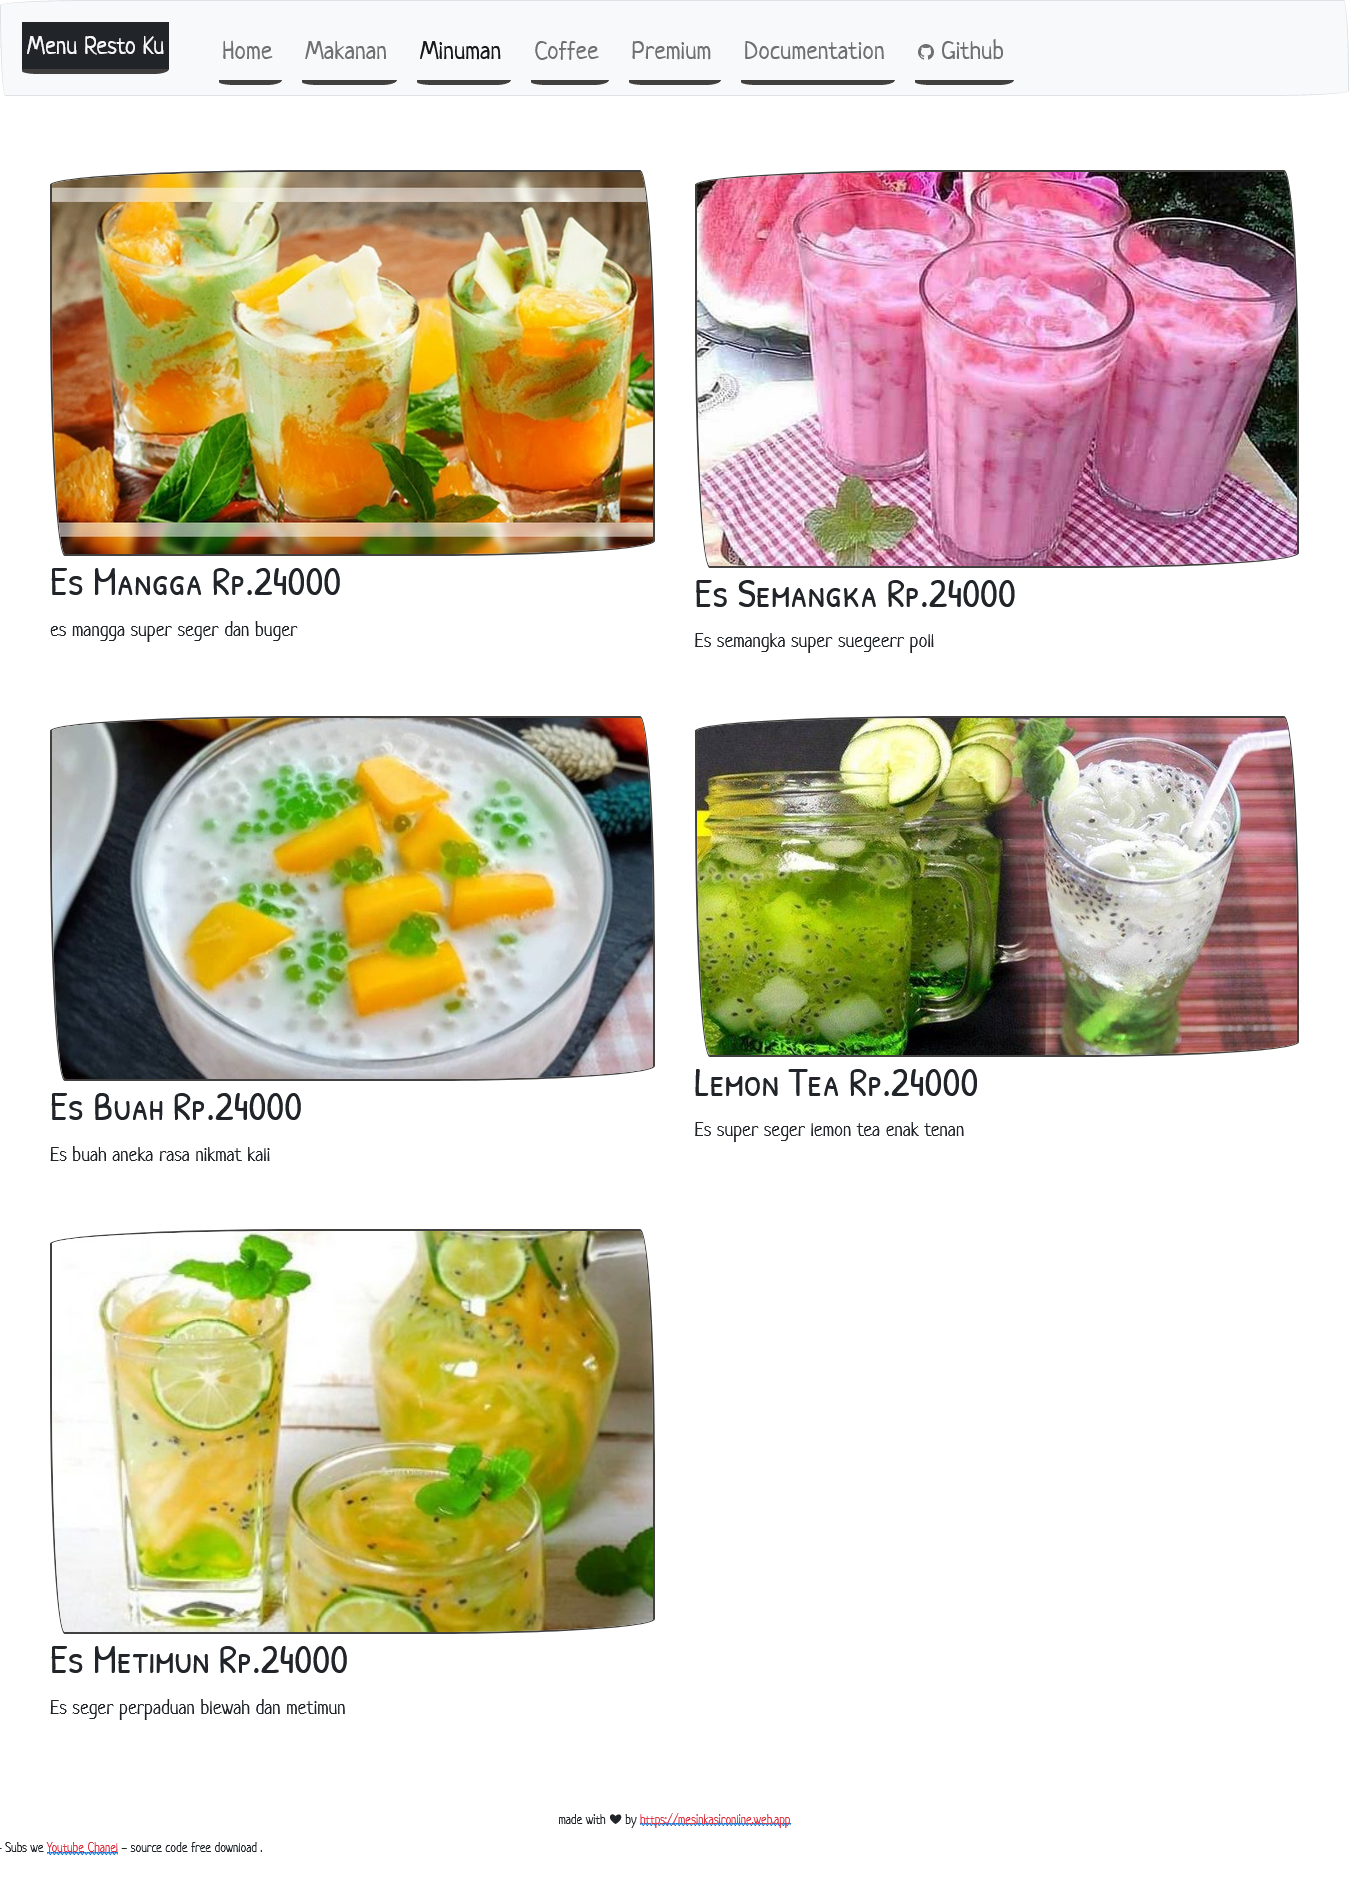 Menu Resto Ku
Home Makanan Minuman Coffee Premium Documentation Github
Es Mangga Rp.24000
es mangga super seger dan buger
Es Semangka Rp.24000
Es semangka super suegeerr poll
Es Buah Rp.24000
Es buah aneka rasa nikmat kali
Lemon Tea Rp.24000
Es super seger lemon tea enak tenan
Es Metimun Rp.24000
Es seger perpaduan blewah dan metimun
made with ♥ by https://mesinkasironline.web.app
- Subs we Youtube Chanel - source code free download .